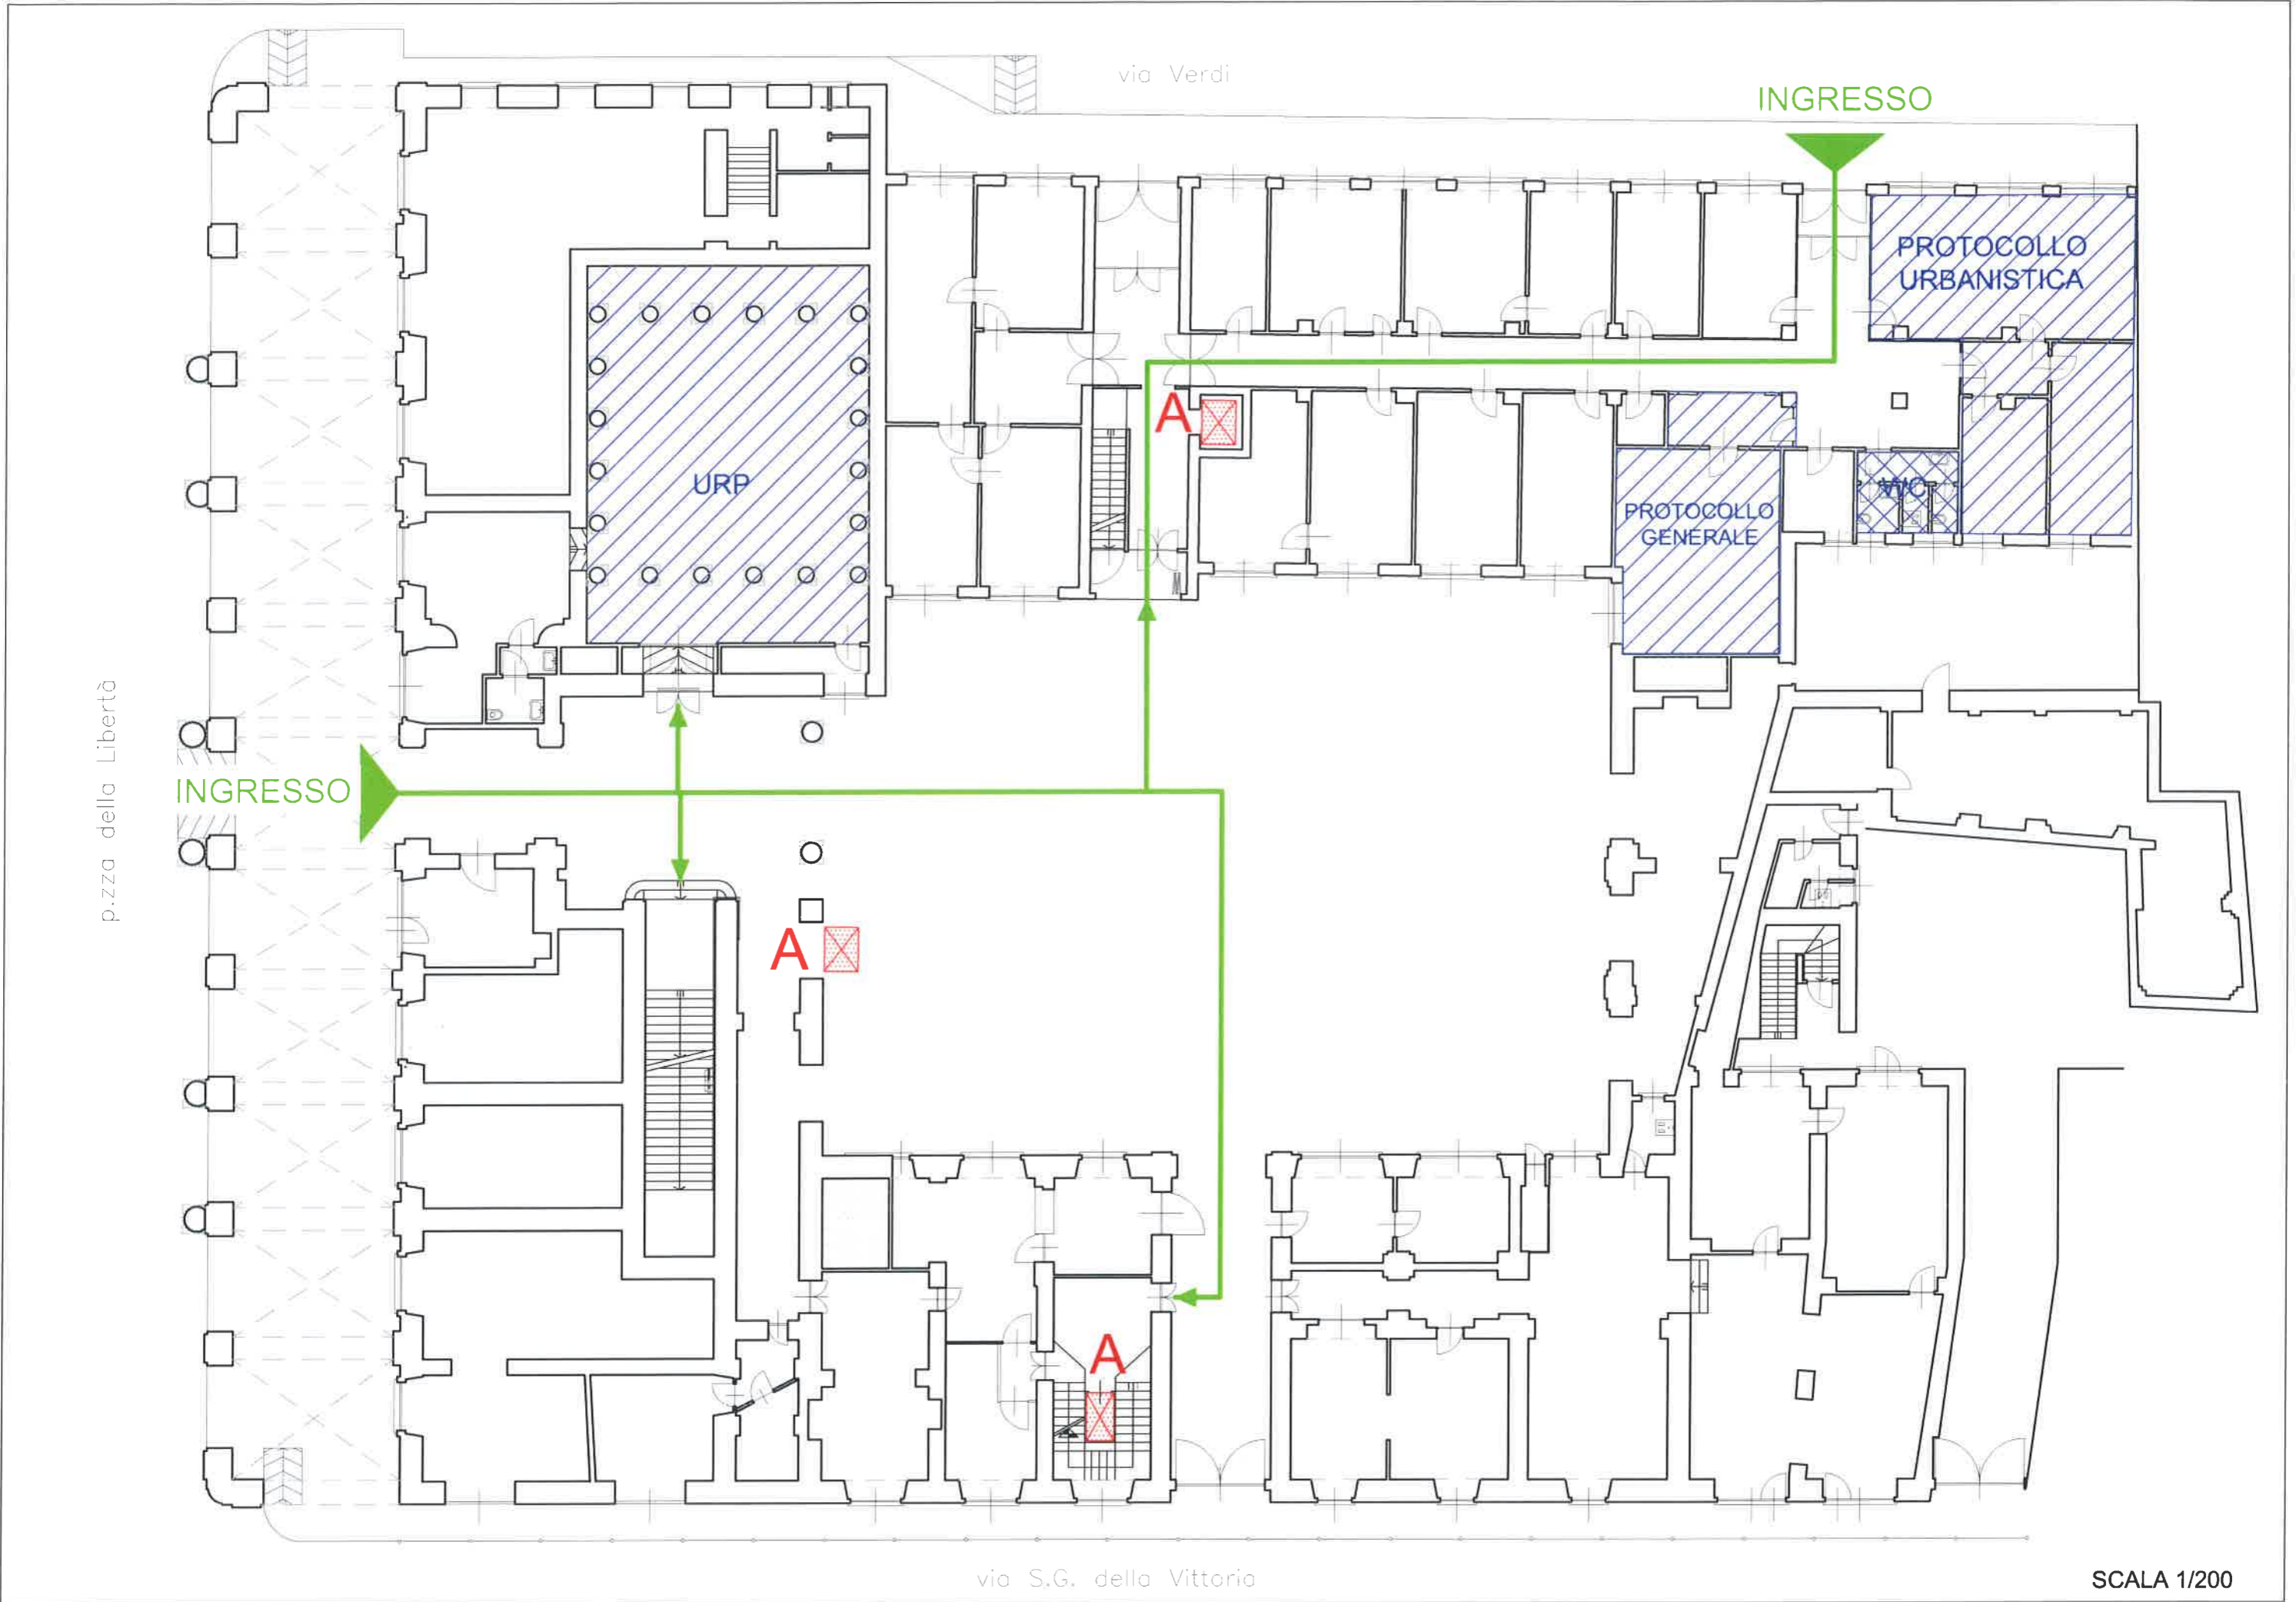 via Verdi
INGRESSO
PROTOCOLLO
URBANISTICA
A
URP
WC
PROTOCOLLO
GENERALE
p.zza della Libertà
INGRESSO
A
A
via S.G. della Vittoria
SCALA 1/200